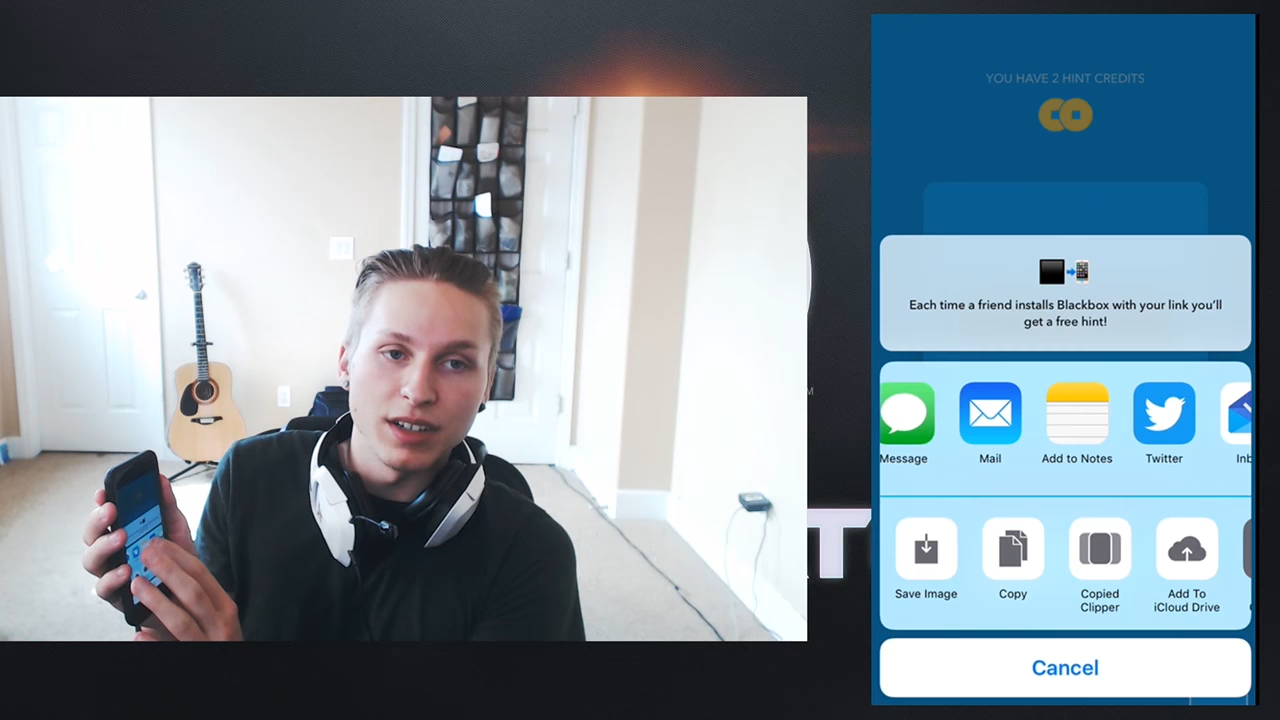 YOU HAVE 2 HINT CREDITS
Each time a friend installs Blackbox with your link you'll
get a free hint!
Message
Mail
Add to Notes
Twitter
Save Image
Copy
Copied
Clipper
Add To
iCloud Drive
Cancel